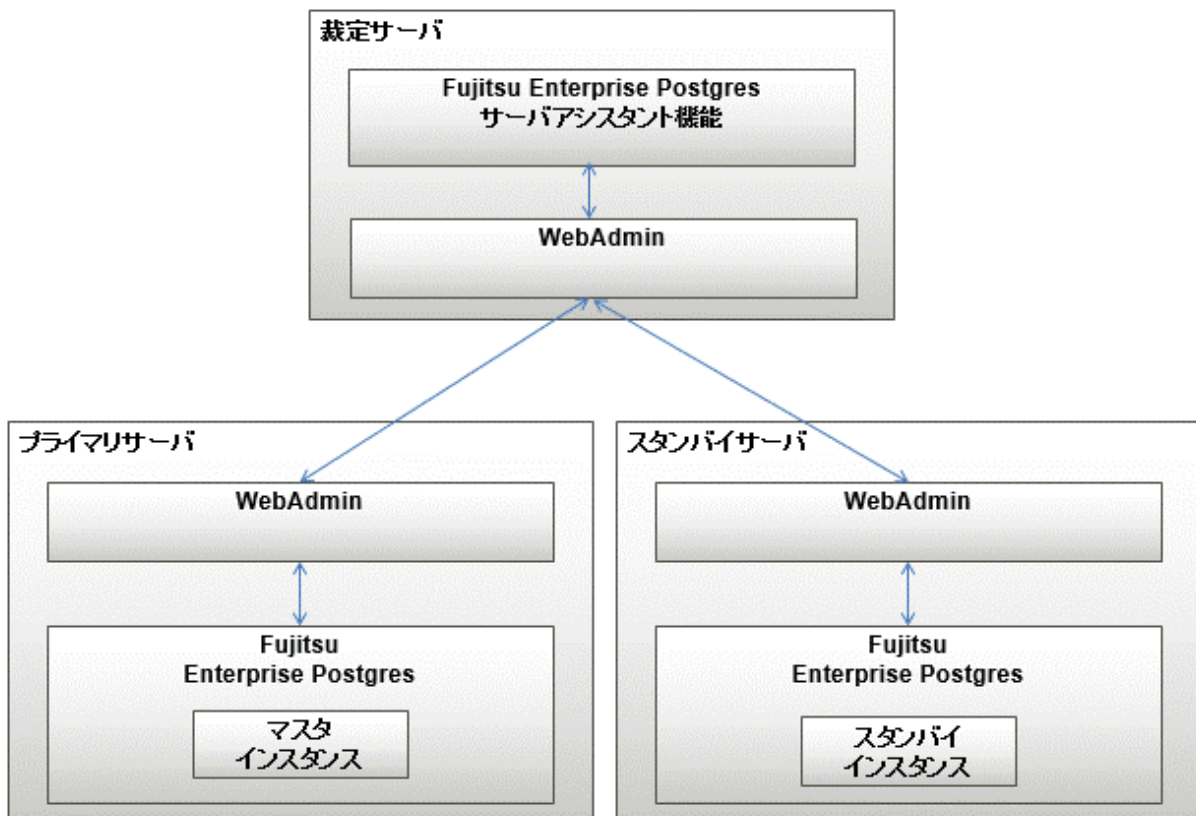 裁定サーバ
Fujitsu Enterprise Postgres
サーバアシスタント機能
WebAdmin
プライマリサーバ
WebAdmin
Fujitsu
Enterprise Postgres
マスタ
インスタンス
スタンバイサーバ
WebAdmin
Fujitsu
Enterprise Postgres
スタンバイ
インスタンス